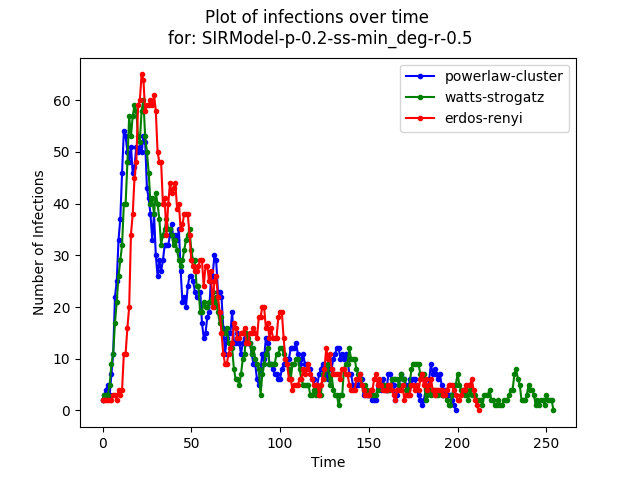 Plot of infections over time
for: SIRModel-p-0.2-ss-min_deg-r-0.5
powerlaw-cluster
watts-strogatz
erdos-renyi
Number of Infections
60
50
40
30
20
10
0
0 50 100 150 200 250
Time